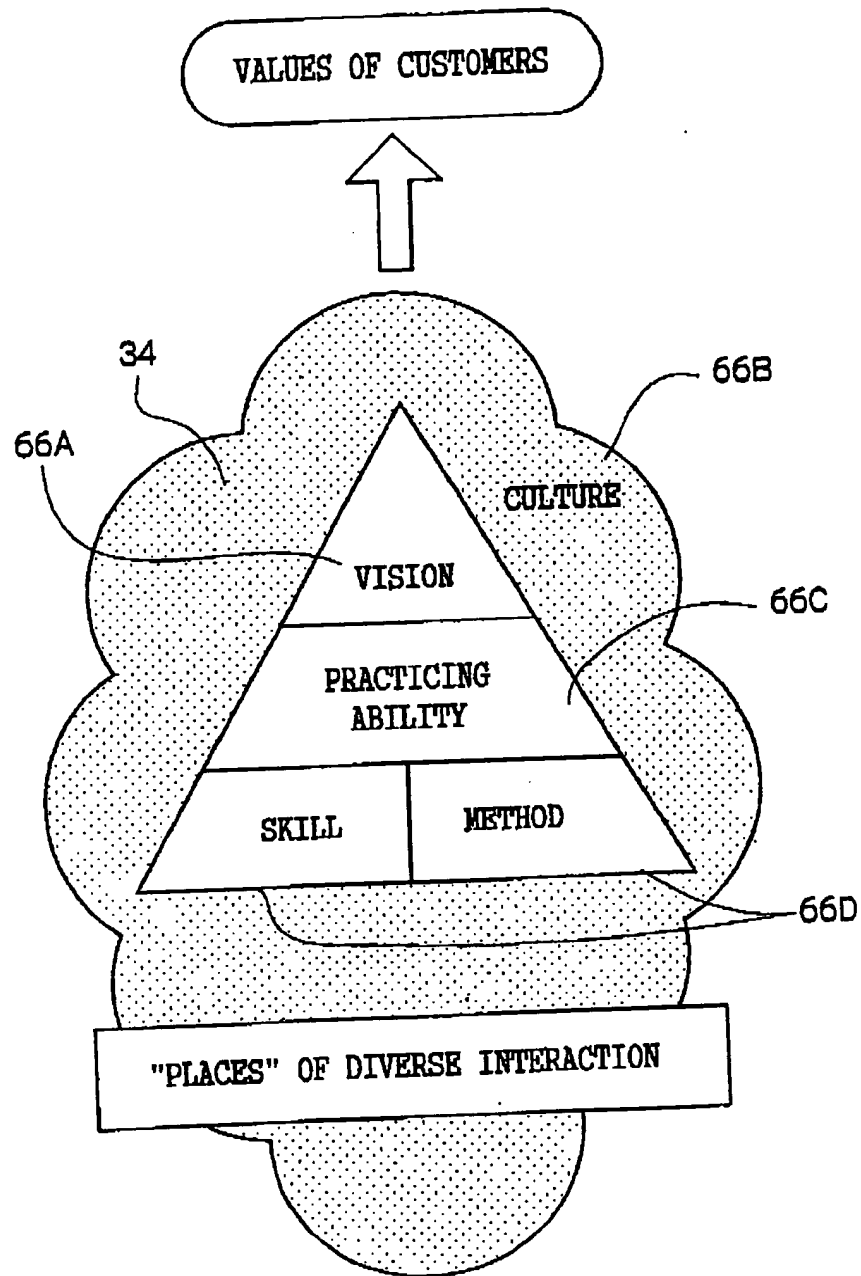 VALUES OF CUSTOMERS
34
66B
66A
CULTURE
VISION
66C
PRACTICING
ABILITY
SKILL
METHOD
66D
"PLACES" OF DIVERSE INTERACTION